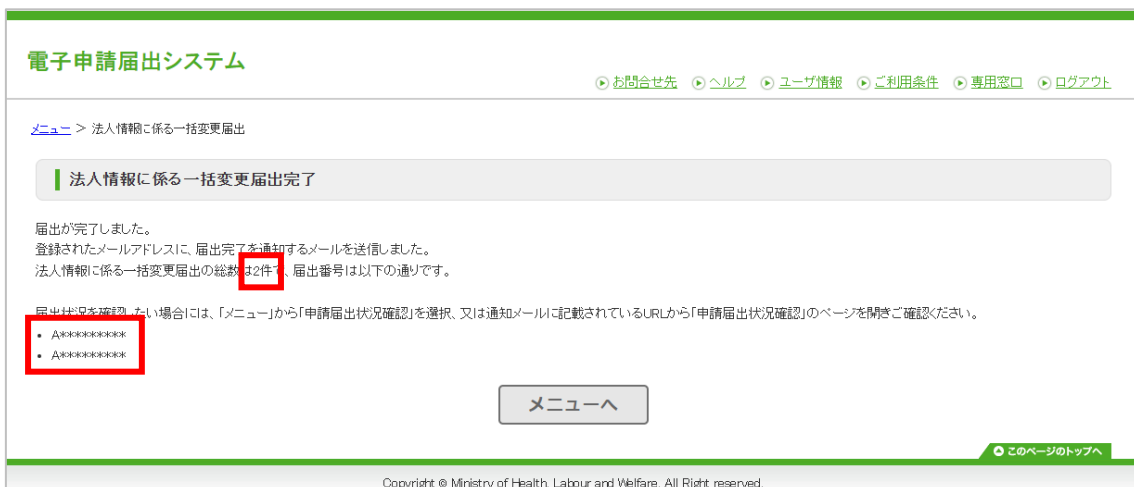 電子申請届出システム
お問合せ先 ヘルプ ユーザ情報 ご利用条件 専用窓口 ログアウト
メニュー > 法人情報に係る一括変更届出
法人情報に係る一括変更届出完了
届出が完了しました。
登録されたメールアドレスに、届出完了を通知するメールを送信しました。
法人情報に係る一括変更届出の総数は2件で、届出番号は以下の通りです。
届出状況を確認したい場合には、「メニュー」から「申請届出状況確認」を選択、又は通知メールに記載されているURLから「申請届出状況確認」のページを開きご確認ください。
• A*********
• A*********
メニューへ
このページのトップへ
Copyright © Ministry of Health, Labour and Welfare, All Right reserved.